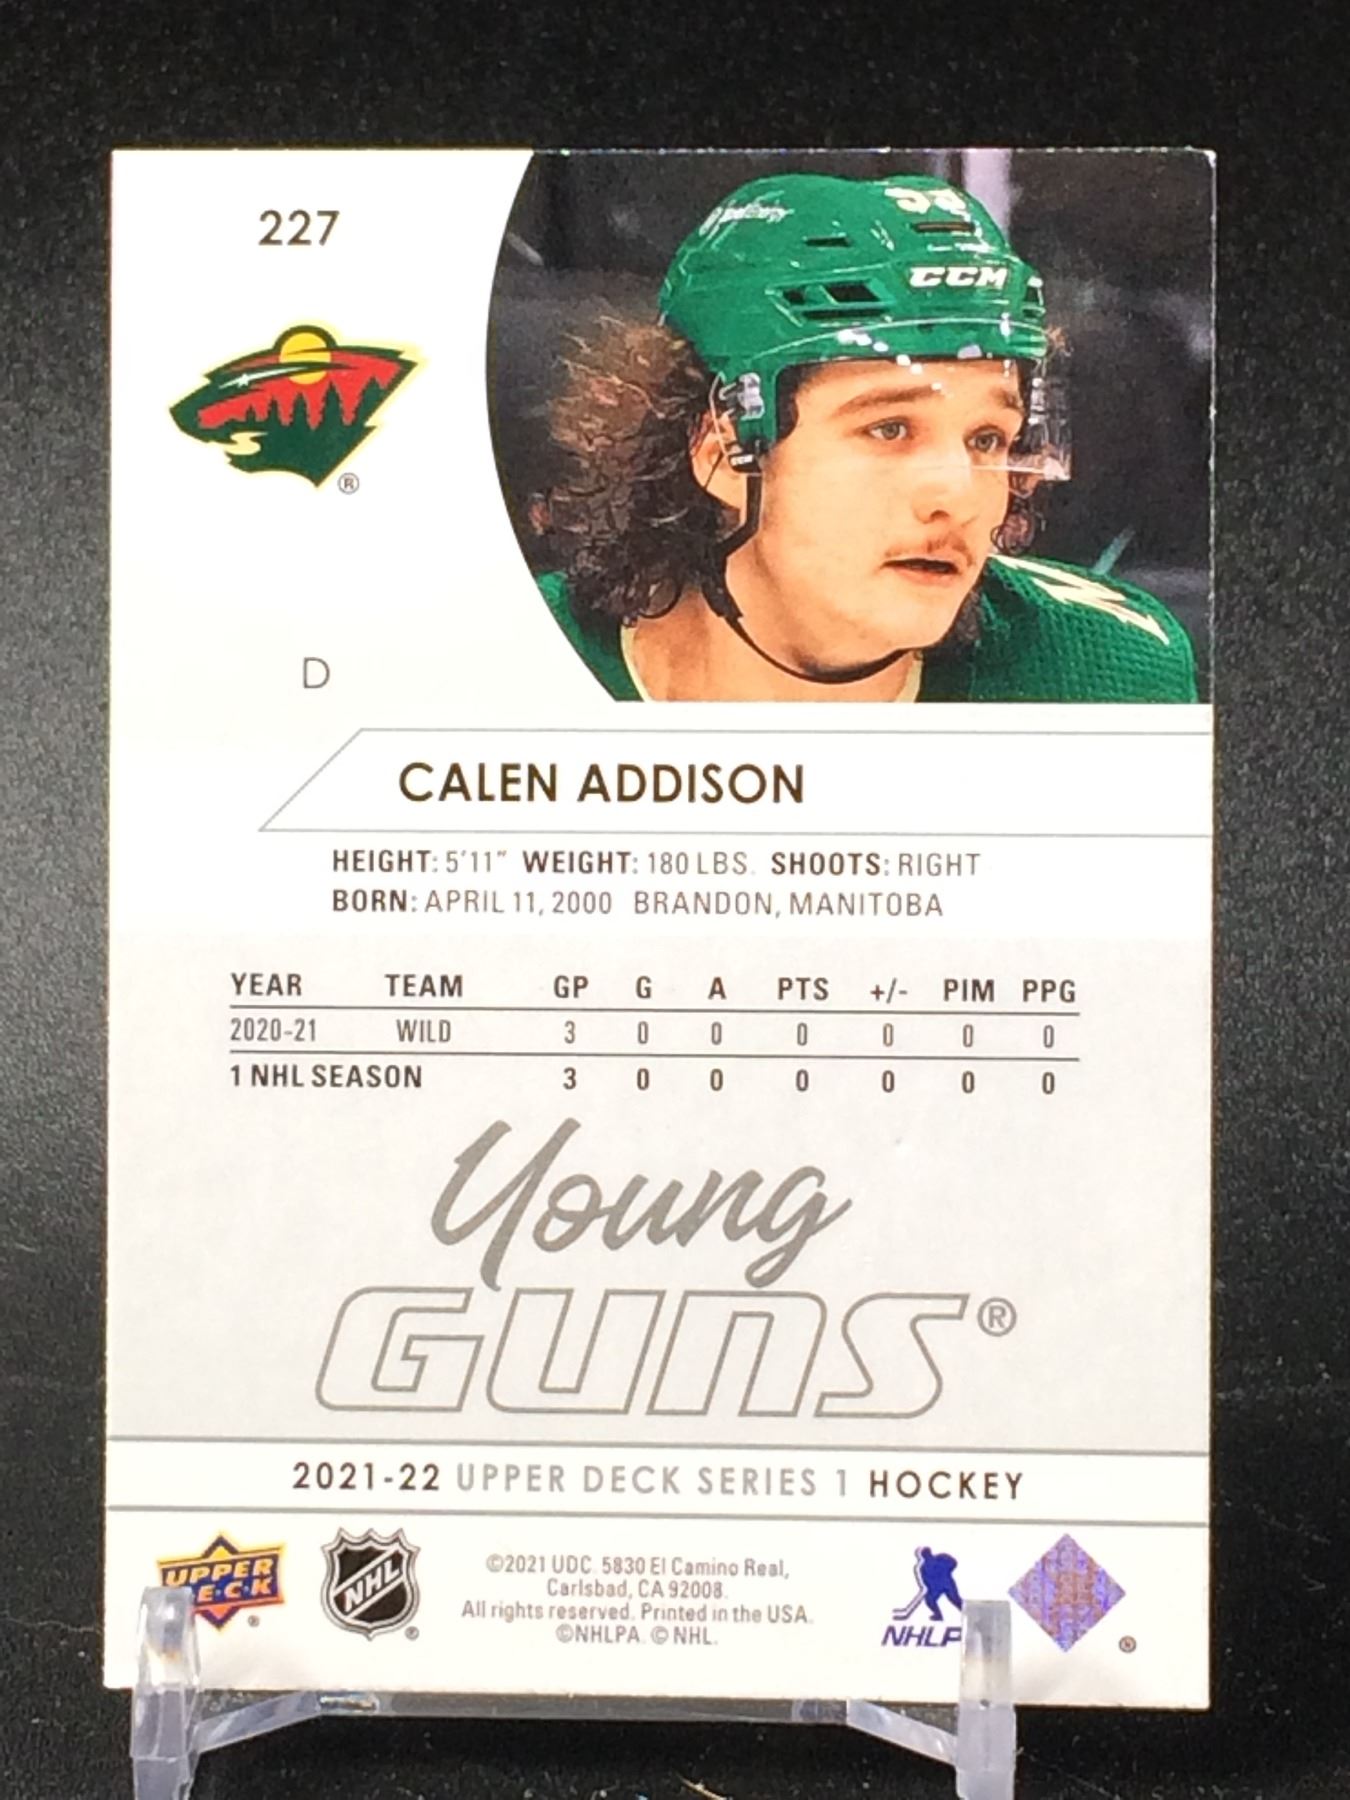 227
CCM
CCM
®
D
CALEN ADDISON
HEIGHT: 5'11" WEIGHT: 180 LBS. SHOOTS: RIGHT
BORN: APRIL 11, 2000 BRANDON, MANITOBA
YEAR TEAM GP G A PTS +/- PIM PPG
2020-21 WILD 3 0 0 0 0 0 0
1 NHL SEASON 3 0 0 0 0 0 0
Young
GUNS®
2021-22 UPPER DECK SERIES 1 HOCKEY
UPPER
NHL
©2021 UDC. 5830 El Camino Real,
Carlsbad, CA 92008.
All rights reserved. Printed in the USA.
©NHLPA. © NHL.